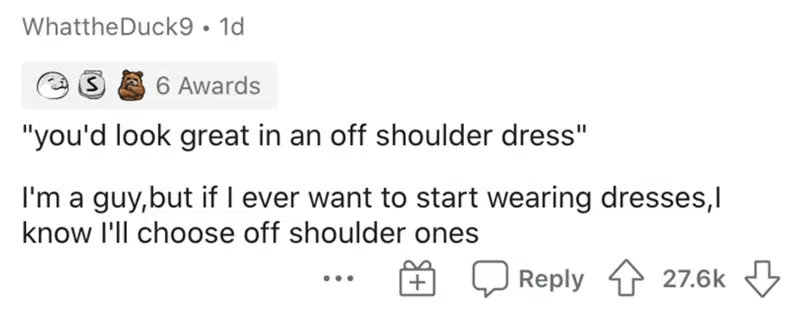 WhattheDuck9 • 1d
S 6 Awards
"you'd look great in an off shoulder dress"
I'm a guy,but if I ever want to start wearing dresses,I
know I'll choose off shoulder ones
••• Reply 27.6k